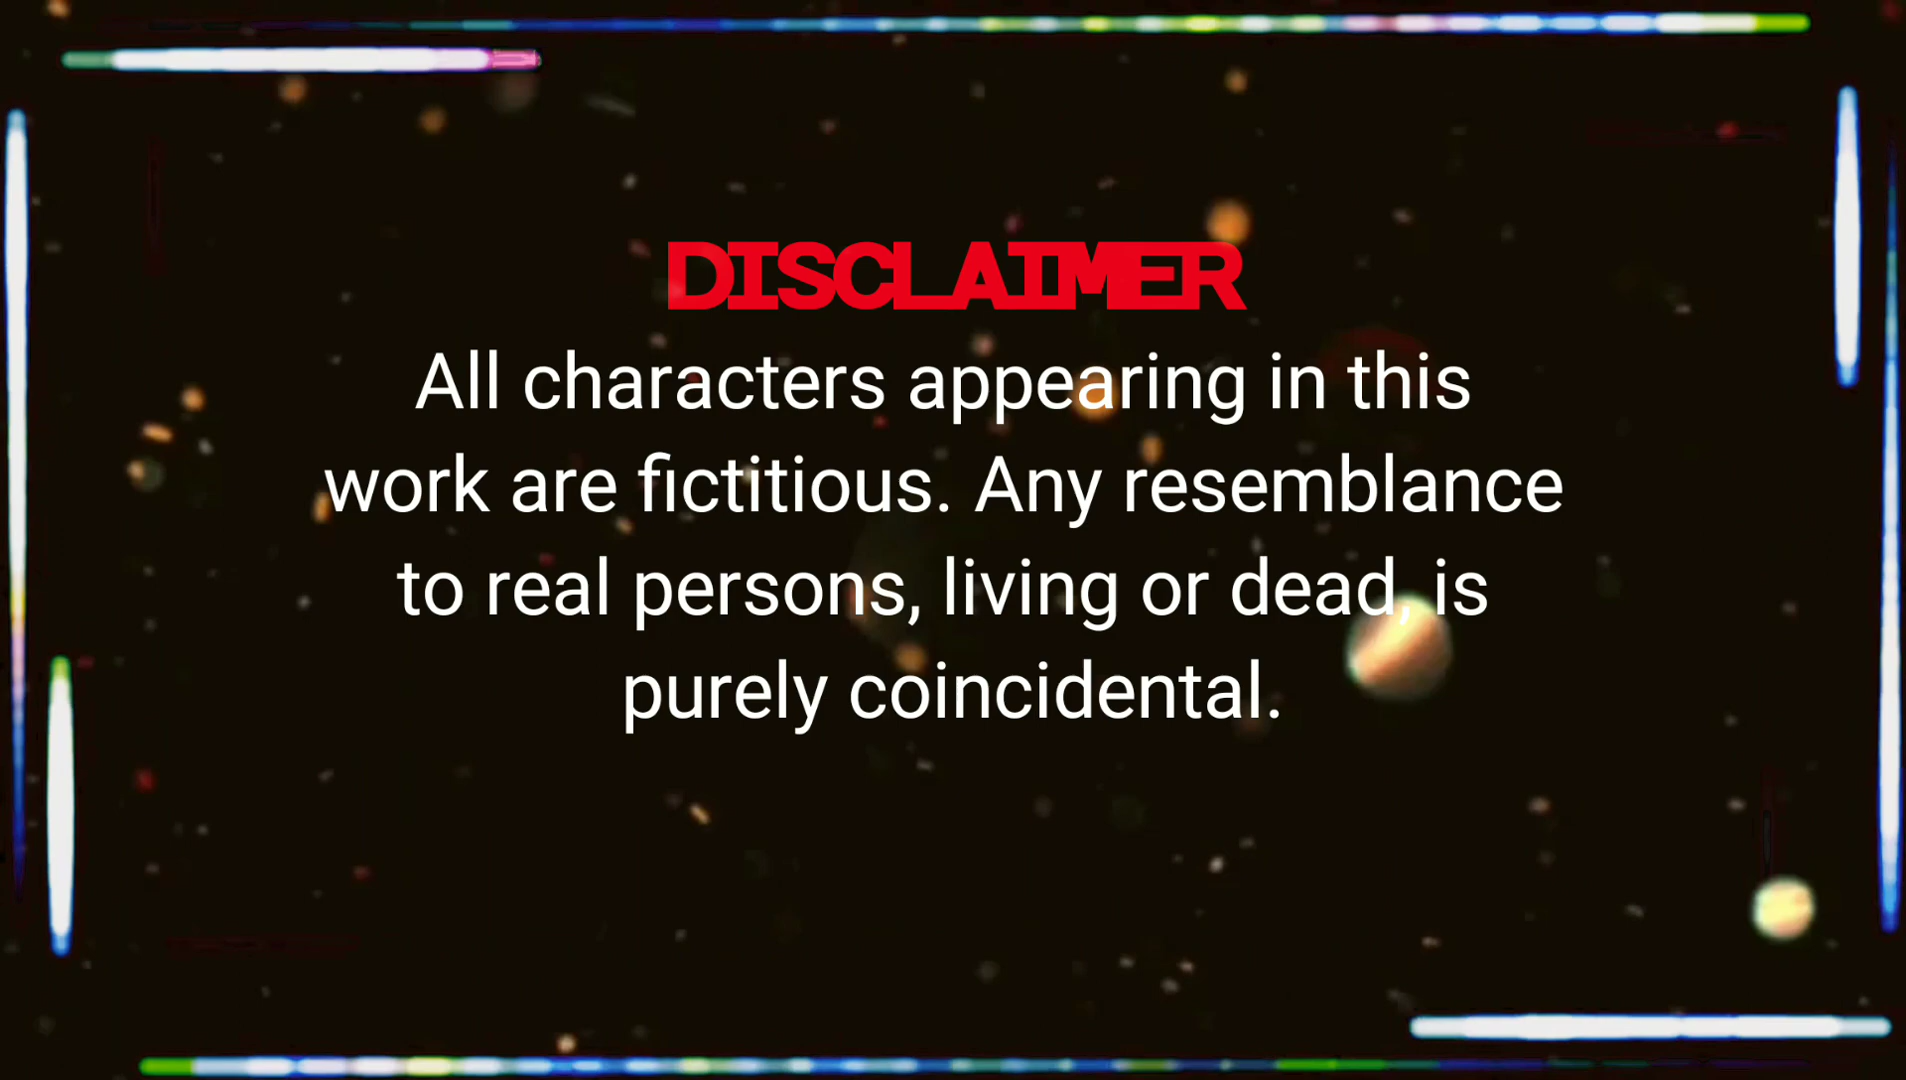 DISCLAIMER
All characters appearing in this
work are fictitious. Any resemblance
to real persons, living or dead, is
purely coincidental.